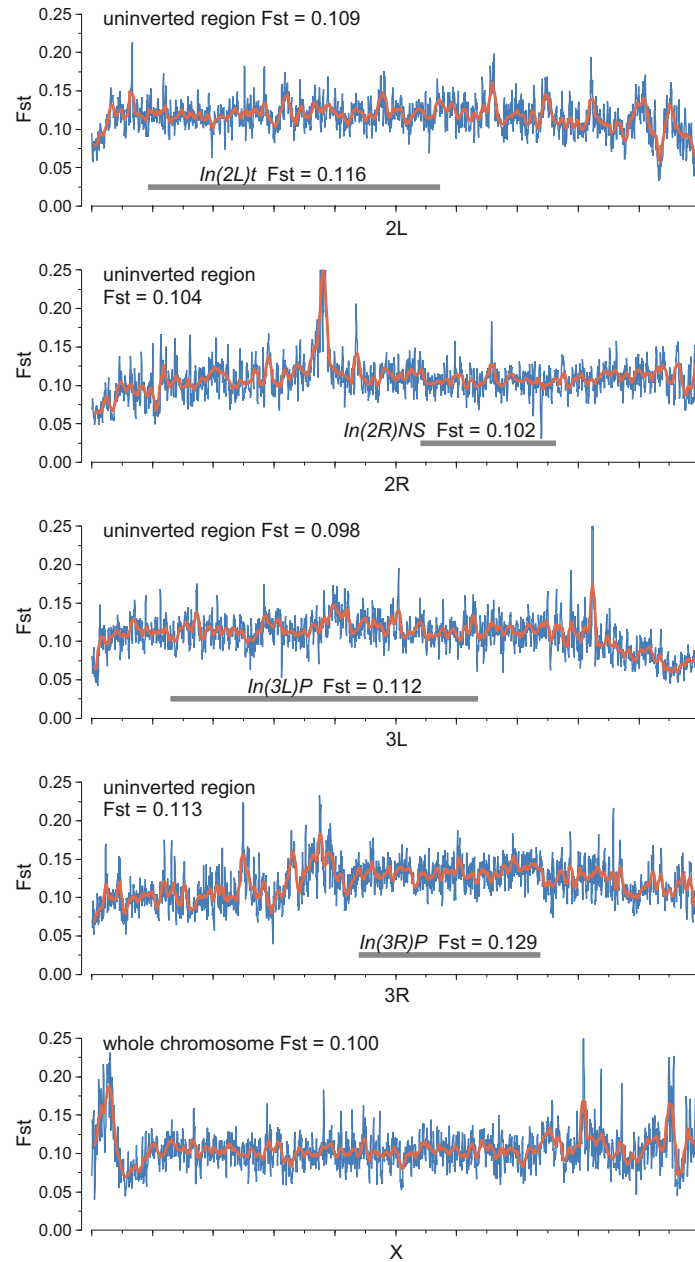 uninverted region Fst = 0.109
0.25
0.20
0.15
0.10
0.05
0.00
Fst
In(2L)t Fst = 0.116
2L
uninverted region
Fst = 0.104
0.25
0.20
0.15
0.10
0.05
0.00
Fst
In(2R)NS Fst = 0.102
2R
uninverted region Fst = 0.098
0.25
0.20
0.15
0.10
0.05
0.00
Fst
In(3L)P Fst = 0.112
3L
uninverted region
Fst = 0.113
0.25
0.20
0.15
0.10
0.05
0.00
Fst
In(3R)P Fst = 0.129
3R
whole chromosome Fst = 0.100
0.25
0.20
0.15
0.10
0.05
0.00
Fst
X